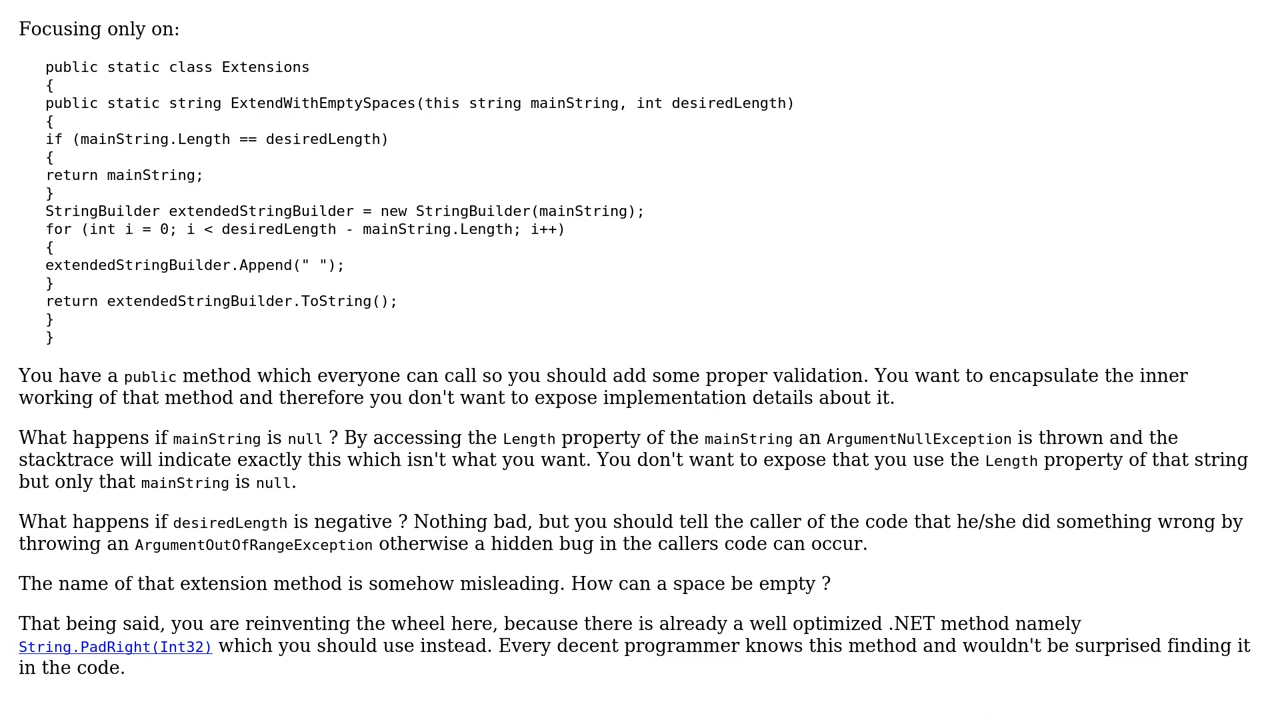 Focusing only on:
public static class Extensions
{
public static string ExtendWithEmptySpaces(this string mainString, int desiredLength)
{
if (mainString.Length == desiredLength)
{
return mainString;
}
StringBuilder extendedStringBuilder = new StringBuilder(mainString);
for (int i = 0; i < desiredLength - mainString.Length; i++)
{
extendedStringBuilder.Append(" ");
}
return extendedStringBuilder.ToString();
}
}
You have a public method which everyone can call so you should add some proper validation. You want to encapsulate the inner
working of that method and therefore you don't want to expose implementation details about it.
What happens if mainString is null ? By accessing the Length property of the mainString an ArgumentNullException is thrown and the
stacktrace will indicate exactly this which isn't what you want. You don't want to expose that you use the Length property of that string
but only that mainString is null.
What happens if desiredLength is negative ? Nothing bad, but you should tell the caller of the code that he/she did something wrong by
throwing an ArgumentOutOfRangeException otherwise a hidden bug in the callers code can occur.
The name of that extension method is somehow misleading. How can a space be empty ?
That being said, you are reinventing the wheel here, because there is already a well optimized .NET method namely
String.PadRight(Int32) which you should use instead. Every decent programmer knows this method and wouldn't be surprised finding it
in the code.